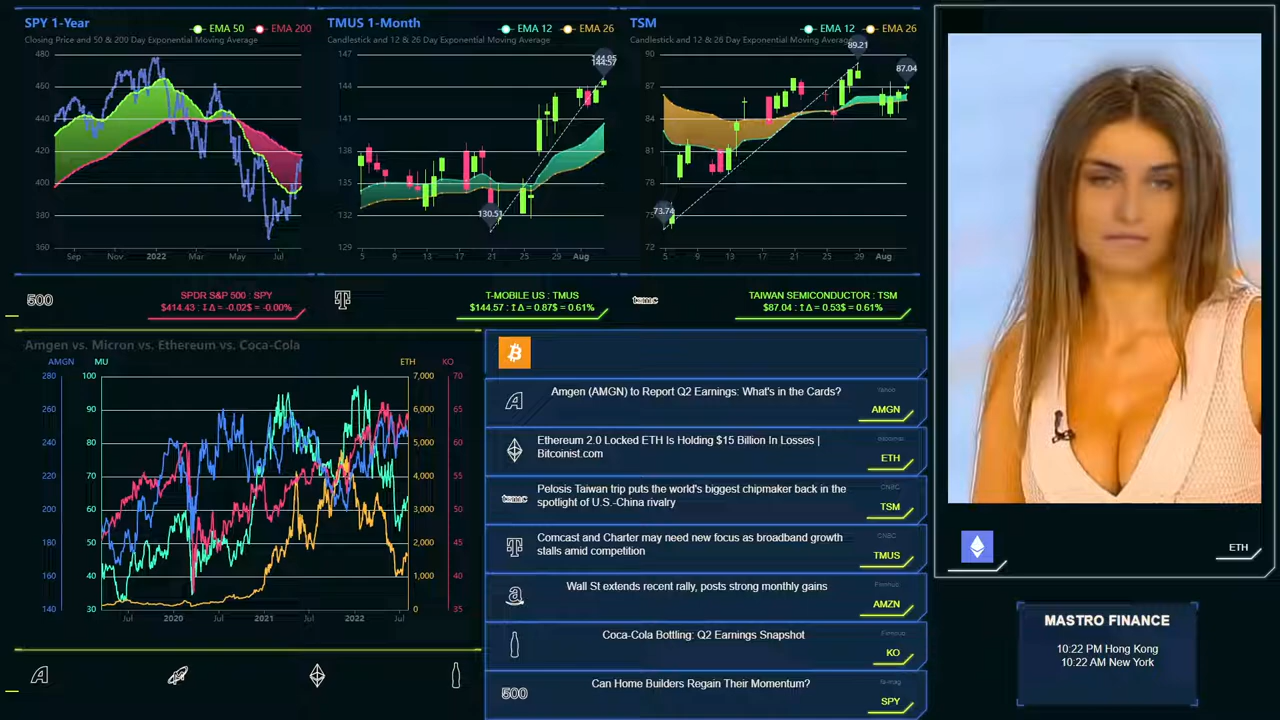 SPY 1-Year
EMA 50
EMA 200
Closing Price and 50 & 200 Day Exponential Moving Average
480
460
440
420
400
380
360
Sep
Nov
2022
Mar
May
Jul
TMUS 1-Month
EMA 12
EMA 26
Candlestick and 12 & 26 Day Exponential Moving Average
147
144
141
138
135
132
129
144.57
130.51
5
9
13
17
21
25
29
Aug
TSM
EMA 12
EMA 26
Candlestick and 12 & 26 Day Exponential Moving Average
90
87
84
81
78
75
72
89.21
87.04
73.74
5
9
13
17
21
25
29
Aug
500
SPDR S&P 500 : SPY
$414.43 : ↧Δ = -0.02$ = -0.00%
T-MOBILE US : TMUS
$144.57 : ↥Δ = 0.87$ = 0.61%
tsmc
TAIWAN SEMICONDUCTOR : TSM
$87.04 : ↥Δ = 0.53$ = 0.61%
Amgen vs. Micron vs. Ethereum vs. Coca-Cola
AMGN
MU
ETH
KO
280
260
240
220
200
180
160
140
100
90
80
70
60
50
40
30
7,000
6,000
5,000
4,000
3,000
2,000
1,000
0
70
65
60
55
50
45
40
35
Jul
2020
Jul
2021
Jul
2022
Jul
Amgen (AMGN) to Report Q2 Earnings: What's in the Cards?
Yahoo
AMGN
Ethereum 2.0 Locked ETH Is Holding $15 Billion In Losses |
Bitcoinist.com
ETH
tsmc
Pelosis Taiwan trip puts the world's biggest chipmaker back in the
spotlight of U.S.-China rivalry
CNBC
TSM
Comcast and Charter may need new focus as broadband growth
stalls amid competition
CNBC
TMUS
Wall St extends recent rally, posts strong monthly gains
AMZN
Coca-Cola Bottling: Q2 Earnings Snapshot
KO
500
Can Home Builders Regain Their Momentum?
SPY
ETH
MASTRO FINANCE
10:22 PM Hong Kong
10:22 AM New York